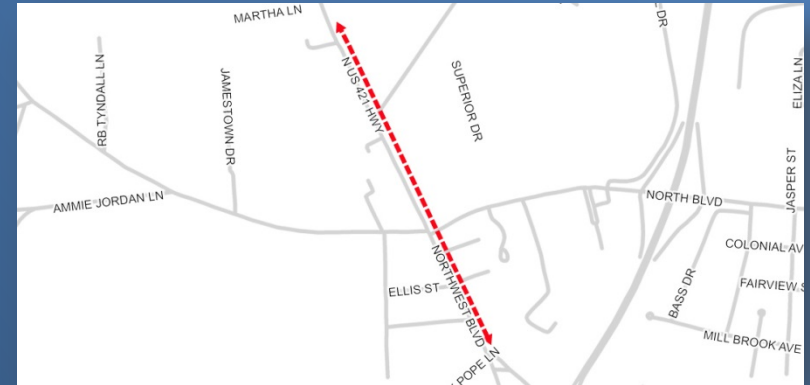 MARTHA LN
DR
RB TYNDALL LN
JAMESTOWN DR
N US 421 HWY
SUPERIOR DR
ELIZA LN
JASPER ST
AMMIE JORDAN LN
NORTH BLVD
COLONIAL AV
NORTHWEST BLVD
ELLIS ST
BASS DR
FAIRVIEW S
MILL BROOK AVE
POPE LN